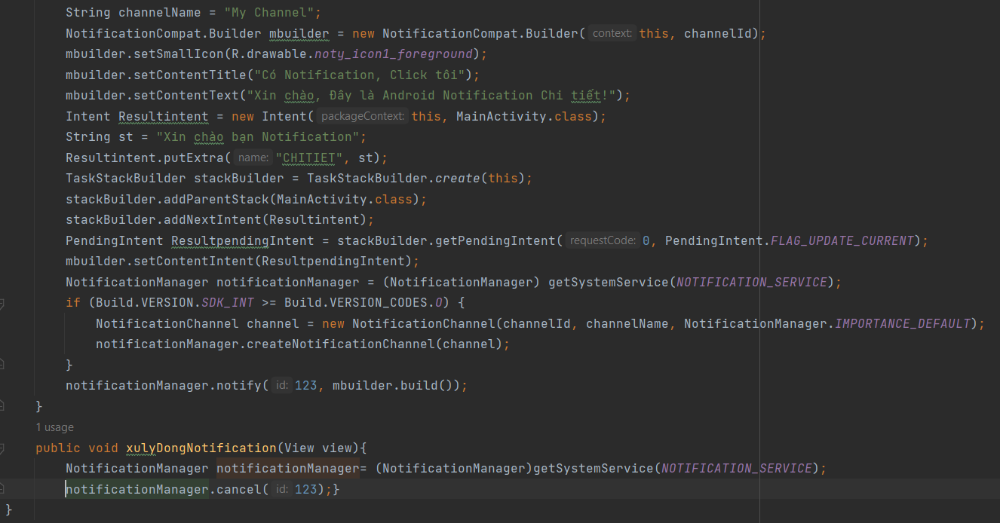 String channelName = "My Channel";
NotificationCompat.Builder mbuilder = new NotificationCompat.Builder( context: this, channelId);
mbuilder.setSmallIcon(R.drawable.noty_icon1_foreground);
mbuilder.setContentTitle("Có Notification, Click tôi");
mbuilder.setContentText("Xin chào, Đây là Android Notification Chi tiết!");
Intent Resultintent = new Intent( packageContext: this, MainActivity.class);
String st = "Xin chào bạn Notification";
Resultintent.putExtra( name: "CHITIET", st);
TaskStackBuilder stackBuilder = TaskStackBuilder.create(this);
stackBuilder.addParentStack(MainActivity.class);
stackBuilder.addNextIntent(Resultintent);
PendingIntent ResultpendingIntent = stackBuilder.getPendingIntent( requestCode: 0, PendingIntent.FLAG_UPDATE_CURRENT);
mbuilder.setContentIntent(ResultpendingIntent);
NotificationManager notificationManager = (NotificationManager) getSystemService(NOTIFICATION_SERVICE);
if (Build.VERSION.SDK_INT >= Build.VERSION_CODES.O) {
NotificationChannel channel = new NotificationChannel(channelId, channelName, NotificationManager.IMPORTANCE_DEFAULT);
notificationManager.createNotificationChannel(channel);
}
notificationManager.notify( id: 123, mbuilder.build());
}
1 usage
public void xulyDongNotification(View view){
NotificationManager notificationManager= (NotificationManager)getSystemService(NOTIFICATION_SERVICE);
notificationManager.cancel( id: 123);}
}